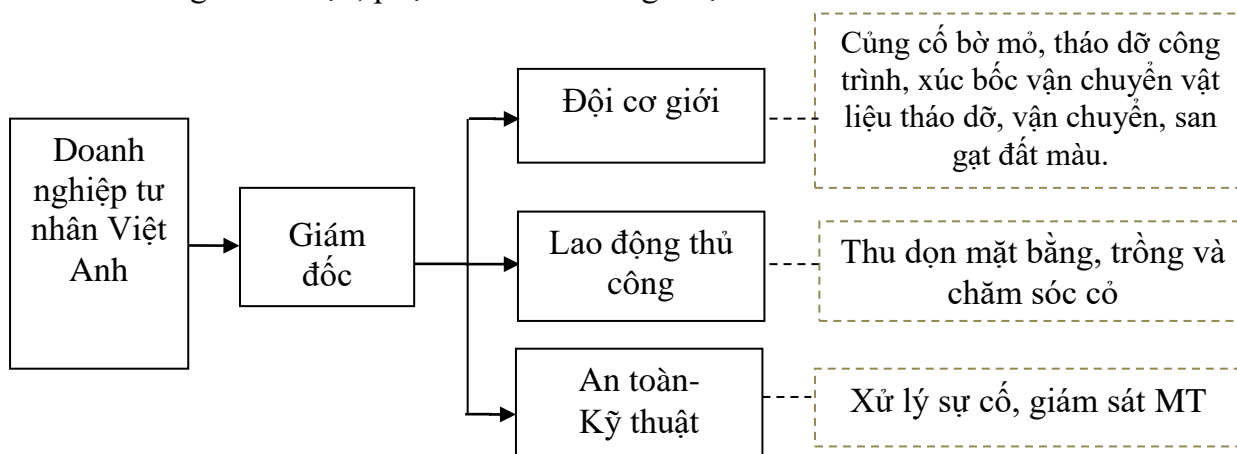 Doanh
nghiệp tư
nhân Việt
Anh
Giám
đốc
Đội cơ giới
Củng cố bờ mỏ, tháo dỡ công
trình, xúc bốc vận chuyển vật
liệu tháo dỡ, vận chuyển, san
gạt đất màu.
Lao động thủ
công
Thu dọn mặt bằng, trồng và
chăm sóc cỏ
An toàn-
Kỹ thuật
Xử lý sự cố, giám sát MT